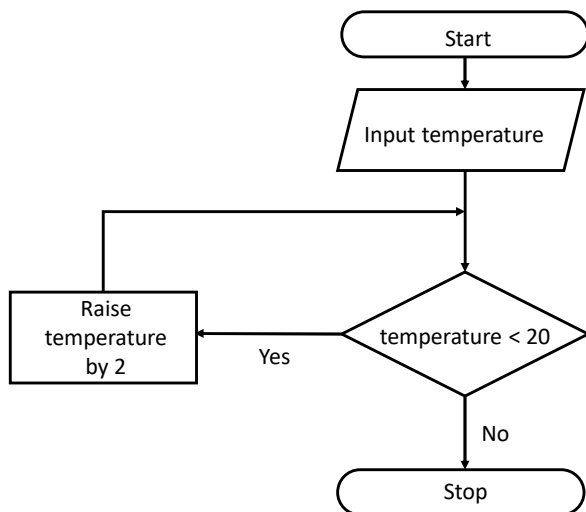 Start
Input temperature
temperature < 20
Yes
Raise
temperature
by 2
No
Stop